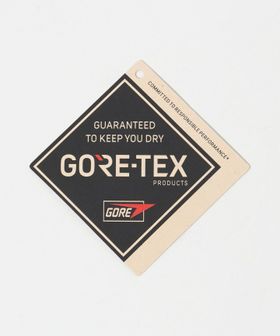 GUARANTEED
TO KEEP YOU DRY
GORE-TEX
PRODUCTS
GORE
COMMITTED TO RESPONSIBLE PERFORMANCE*